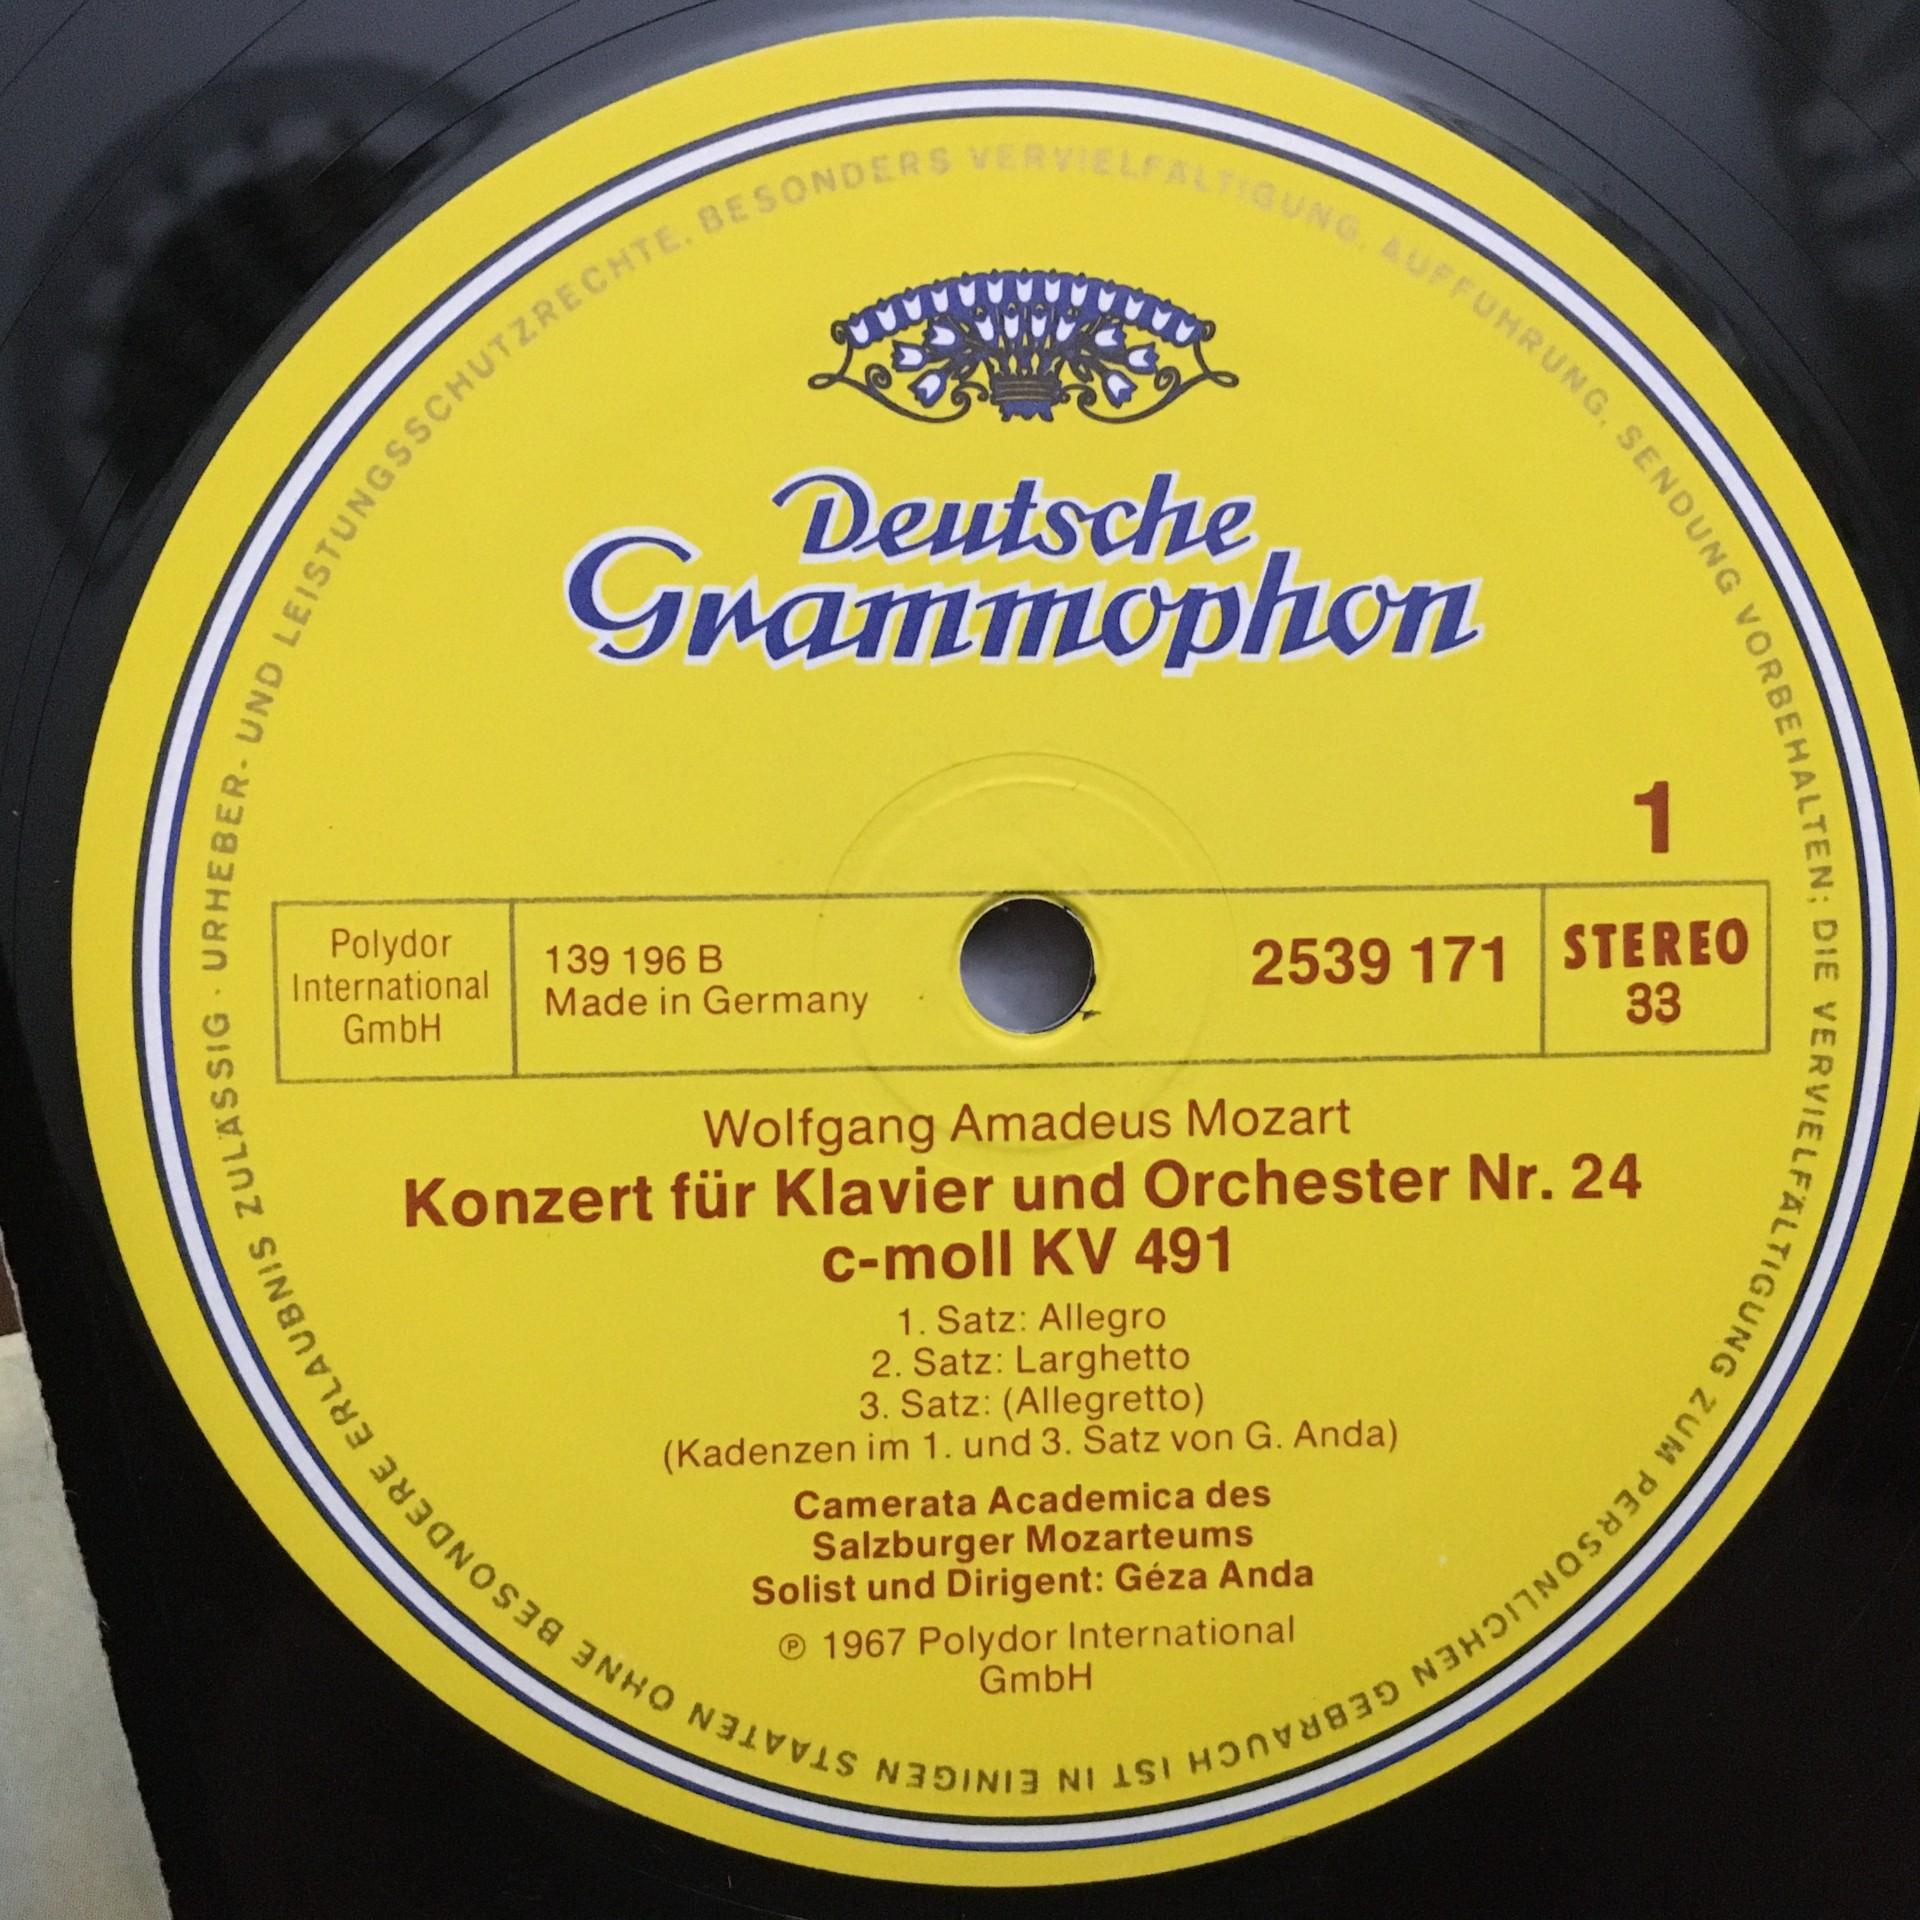 Deutsche
Grammophon
1
Polydor
International
GmbH
139 196 B
Made in Germany
2539 171
STEREO
33
Wolfgang Amadeus Mozart
Konzert für Klavier und Orchester Nr. 24
c-moll KV 491
1. Satz: Allegro
2. Satz: Larghetto
3. Satz: (Allegretto)
(Kadenzen im 1. und 3. Satz von G. Anda)
Camerata Academica des
Salzburger Mozarteums
Solist und Dirigent: Géza Anda
℗ 1967 Polydor International
GmbH
URHEBER- UND LEISTUNGSSCHUTZRECHTE, BESONDERS VERVIELFÄLTIGUNG, AUFFÜHRUNG, SENDUNG VORBEHALTEN; DIE VERVIELFÄLTIGUNG ZUM PERSÖNLICHEN GEBRAUCH IST IN EINIGEN STAATEN OHNE BESONDERE ERLAUBNIS ZULÄSSIG ·